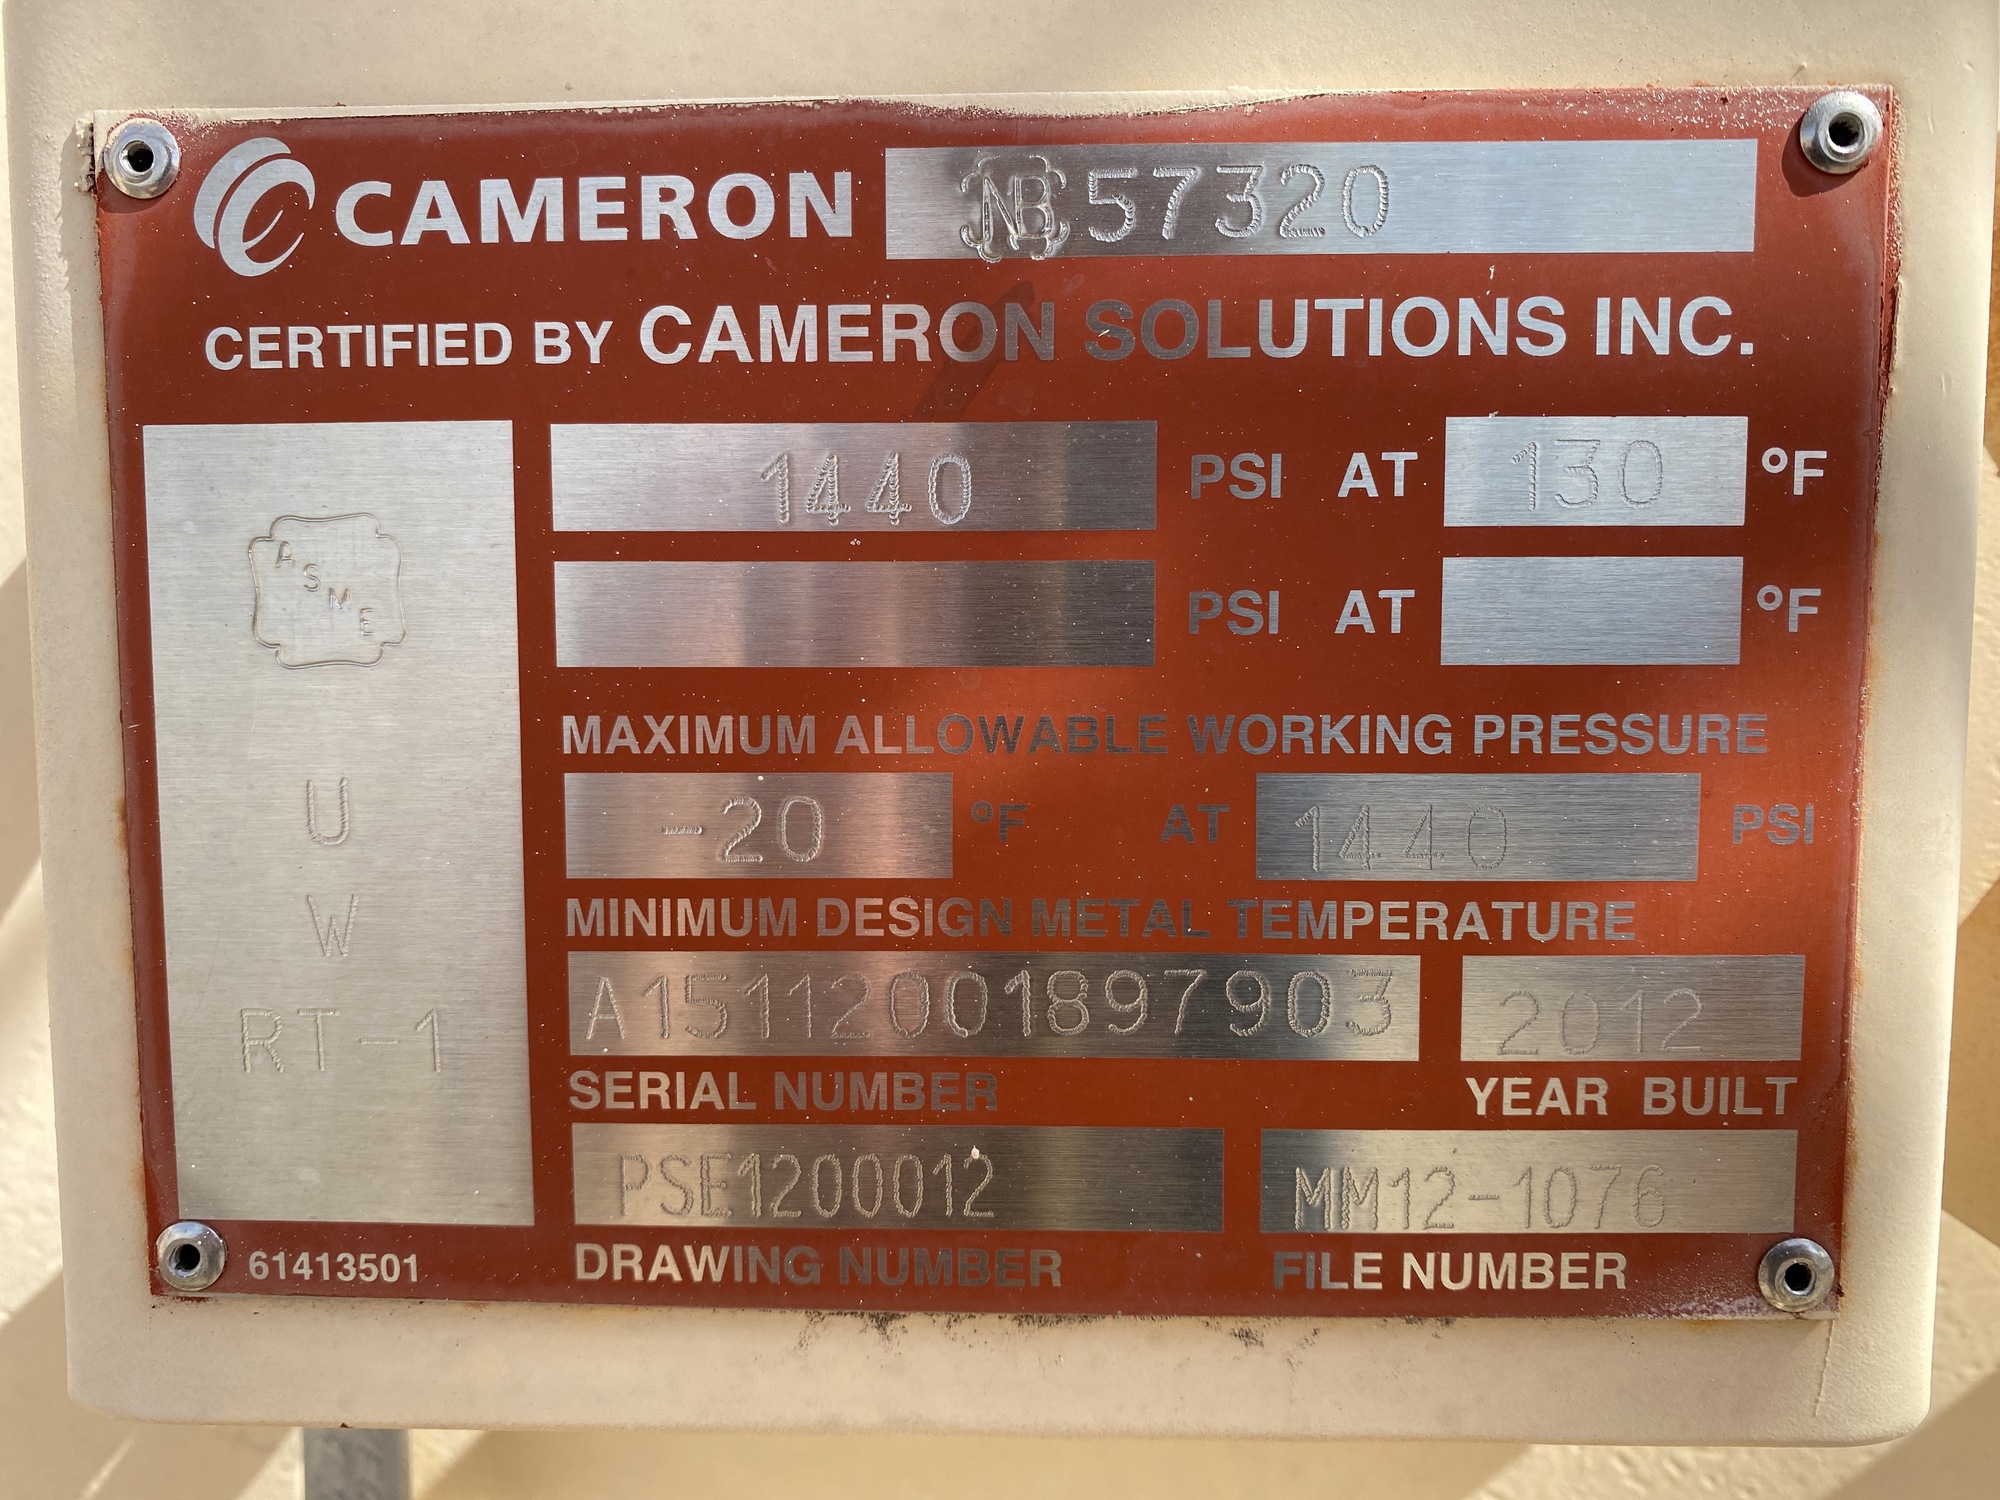 CAMERON NB 57320
CERTIFIED BY CAMERON SOLUTIONS INC.
ASME
U
W
RT-1
1440 PSI AT 130 °F
PSI AT °F
MAXIMUM ALLOWABLE WORKING PRESSURE
-20 °F AT 1440 PSI
MINIMUM DESIGN METAL TEMPERATURE
A15112001897903 2012
SERIAL NUMBER YEAR BUILT
PSE1200012 MM12-1076
DRAWING NUMBER FILE NUMBER
61413501